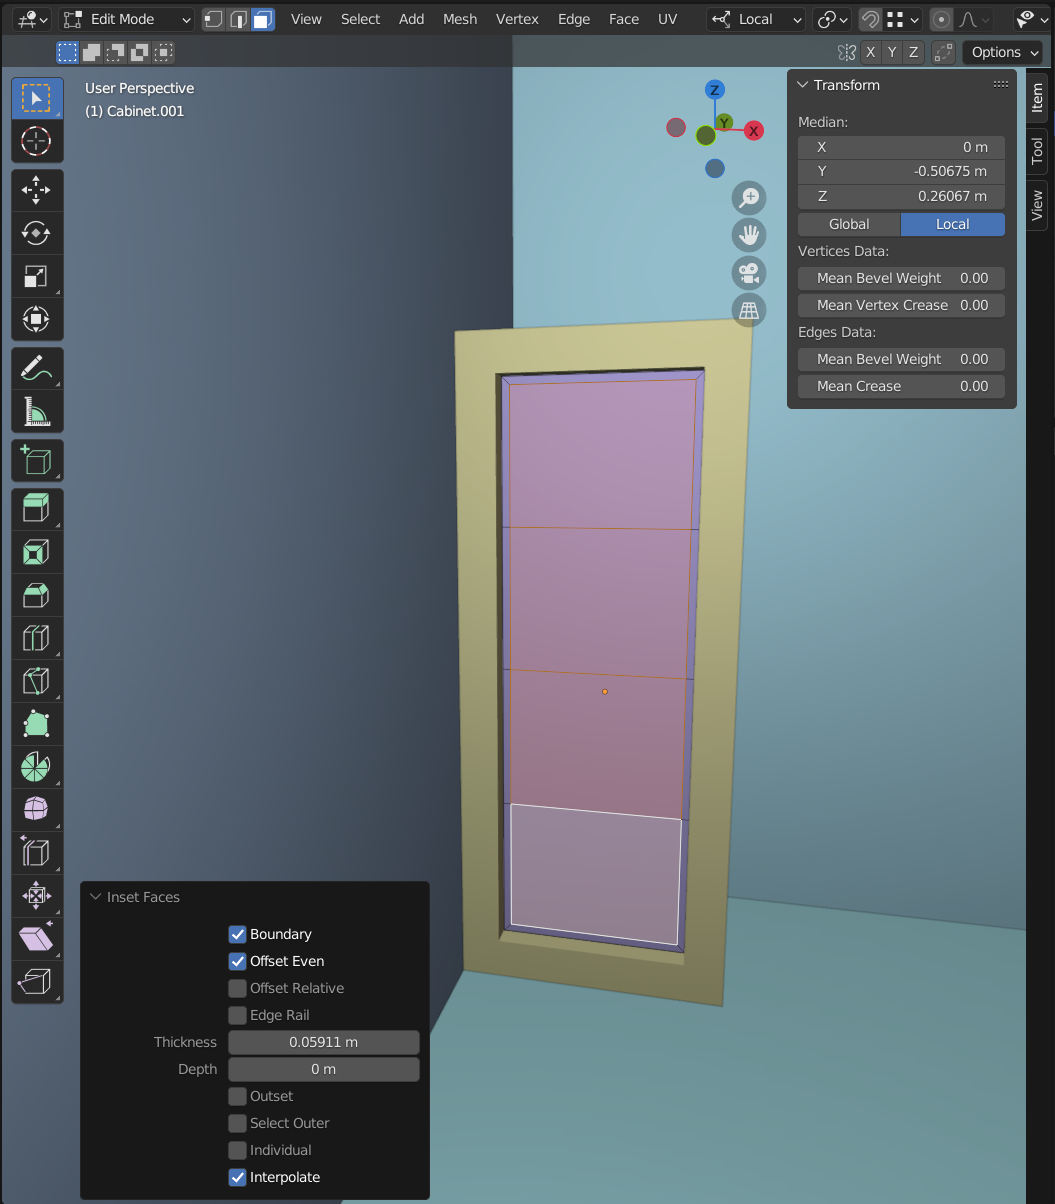 Edit Mode View Select Add Mesh Vertex Edge Face UV Local
X Y Z Options
User Perspective
(1) Cabinet.001
Z
Y
X
Transform
Median:
X 0 m
Y -0.50675 m
Z 0.26067 m
Global Local
Vertices Data:
Mean Bevel Weight 0.00
Mean Vertex Crease 0.00
Edges Data:
Mean Bevel Weight 0.00
Mean Crease 0.00
Item
Tool
View
Inset Faces
Boundary
Offset Even
Offset Relative
Edge Rail
Thickness 0.05911 m
Depth 0 m
Outset
Select Outer
Individual
Interpolate